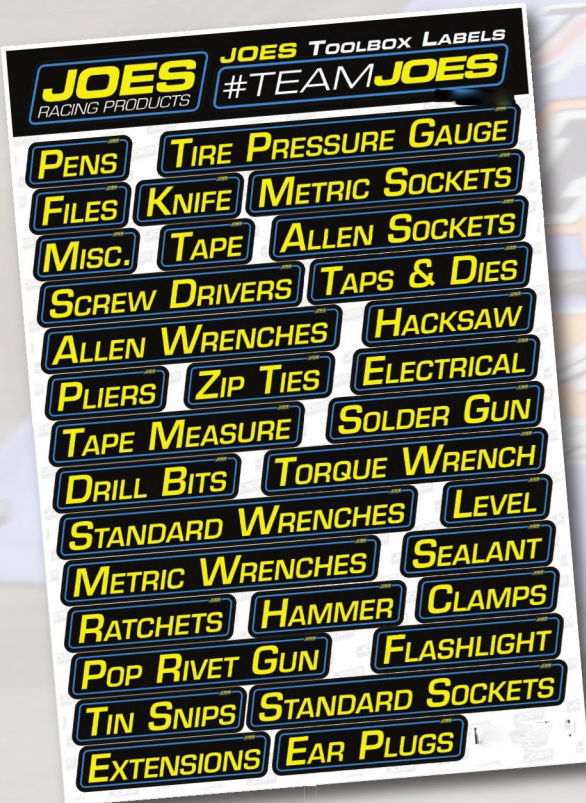 JOES
RACING PRODUCTS
JOES TOOLBOX LABELS
#TEAMJOES
PENS TIRE PRESSURE GAUGE
FILES KNIFE METRIC SOCKETS
MISC. TAPE ALLEN SOCKETS
SCREW DRIVERS TAPS & DIES
ALLEN WRENCHES HACKSAW
PLIERS ZIP TIES ELECTRICAL
TAPE MEASURE SOLDER GUN
DRILL BITS TORQUE WRENCH
STANDARD WRENCHES LEVEL
METRIC WRENCHES SEALANT
RATCHETS HAMMER CLAMPS
POP RIVET GUN FLASHLIGHT
TIN SNIPS STANDARD SOCKETS
EXTENSIONS EAR PLUGS